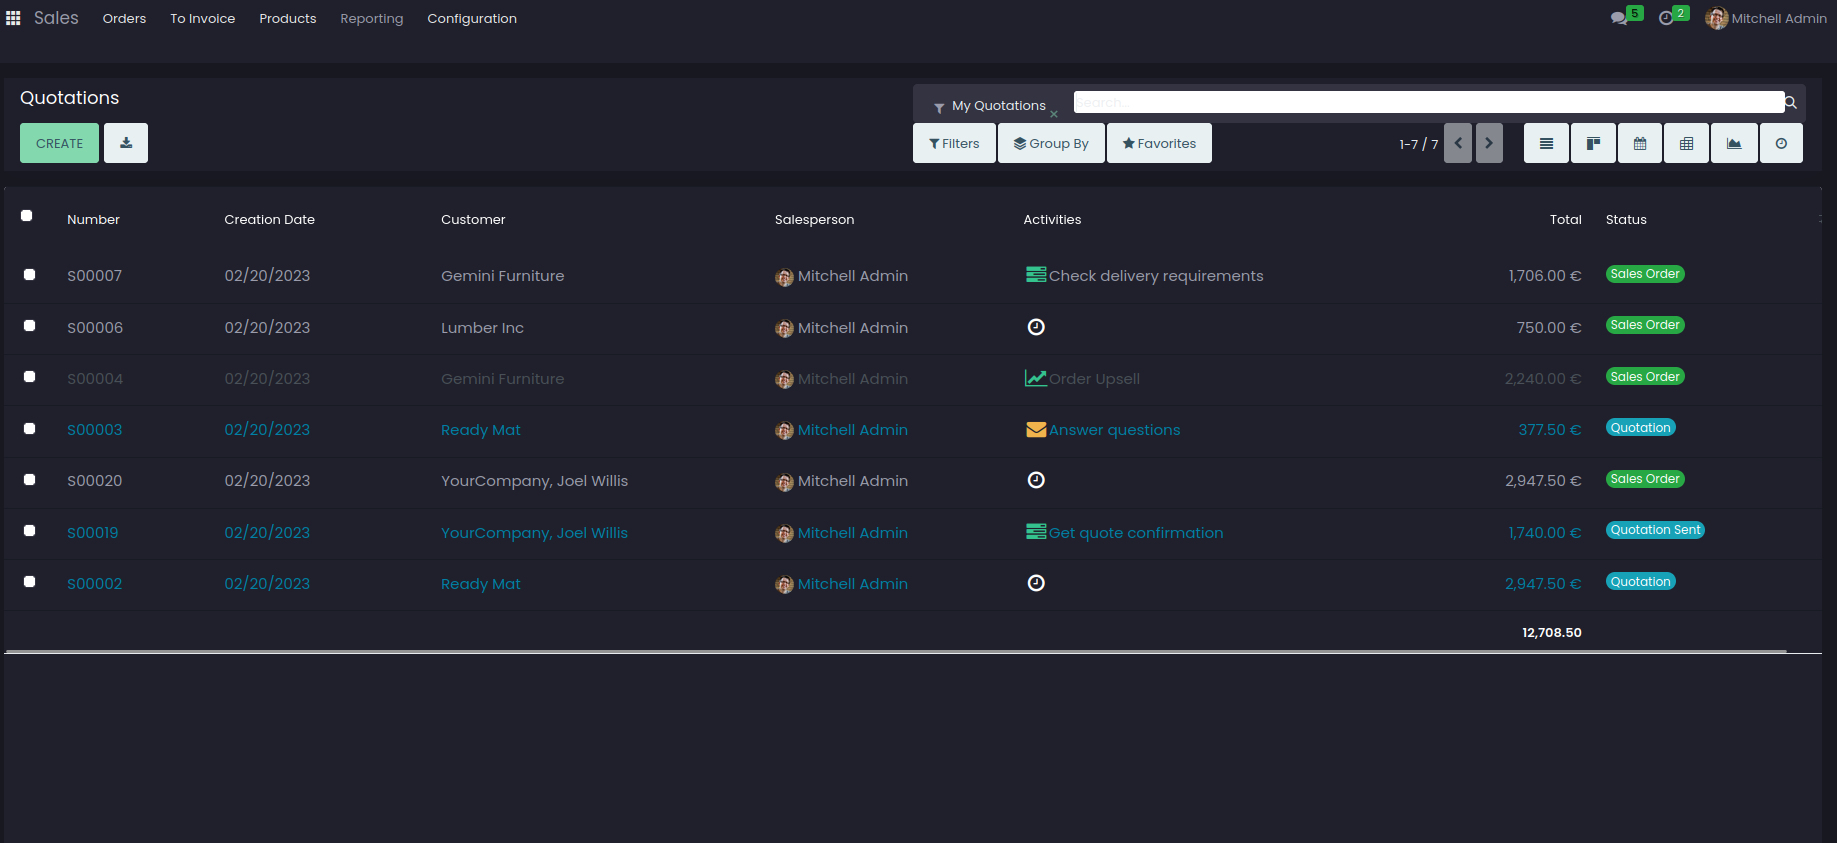 Sales Orders To Invoice Products Reporting Configuration 5 2 Mitchell Admin
Quotations
My Quotations × Search...
CREATE Filters Group By Favorites 1-7 / 7
Number Creation Date Customer Salesperson Activities Total Status
S00007 02/20/2023 Gemini Furniture Mitchell Admin Check delivery requirements 1,706.00 € Sales Order
S00006 02/20/2023 Lumber Inc Mitchell Admin 750.00 € Sales Order
S00004 02/20/2023 Gemini Furniture Mitchell Admin Order Upsell 2,240.00 € Sales Order
S00003 02/20/2023 Ready Mat Mitchell Admin Answer questions 377.50 € Quotation
S00020 02/20/2023 YourCompany, Joel Willis Mitchell Admin 2,947.50 € Sales Order
S00019 02/20/2023 YourCompany, Joel Willis Mitchell Admin Get quote confirmation 1,740.00 € Quotation Sent
S00002 02/20/2023 Ready Mat Mitchell Admin 2,947.50 € Quotation
12,708.50